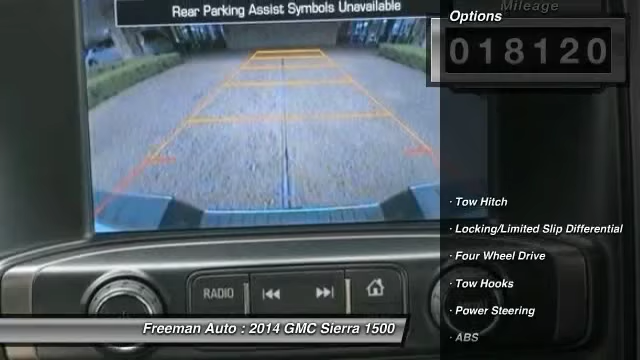 Rear Parking Assist Symbols Unavailable
Mileage
Options
018120
· Tow Hitch
· Locking/Limited Slip Differential
· Four Wheel Drive
· Tow Hooks
· Power Steering
· ABS
RADIO
Freeman Auto : 2014 GMC Sierra 1500